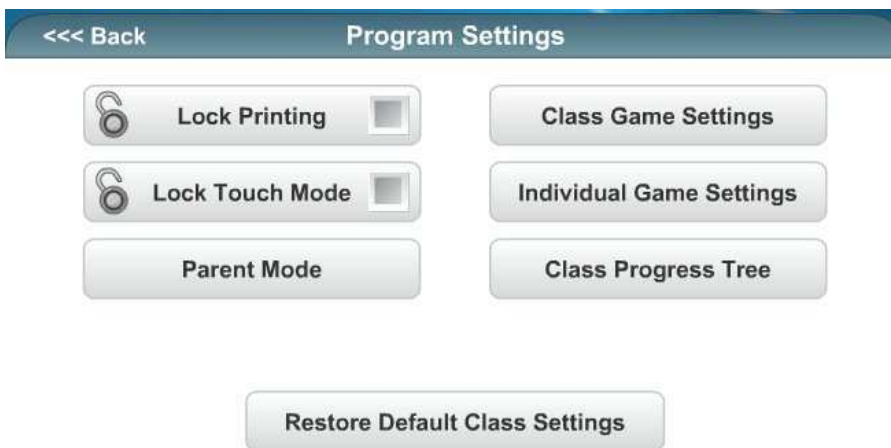 <<< Back
Program Settings
Lock Printing
Class Game Settings
Lock Touch Mode
Individual Game Settings
Parent Mode
Class Progress Tree
Restore Default Class Settings